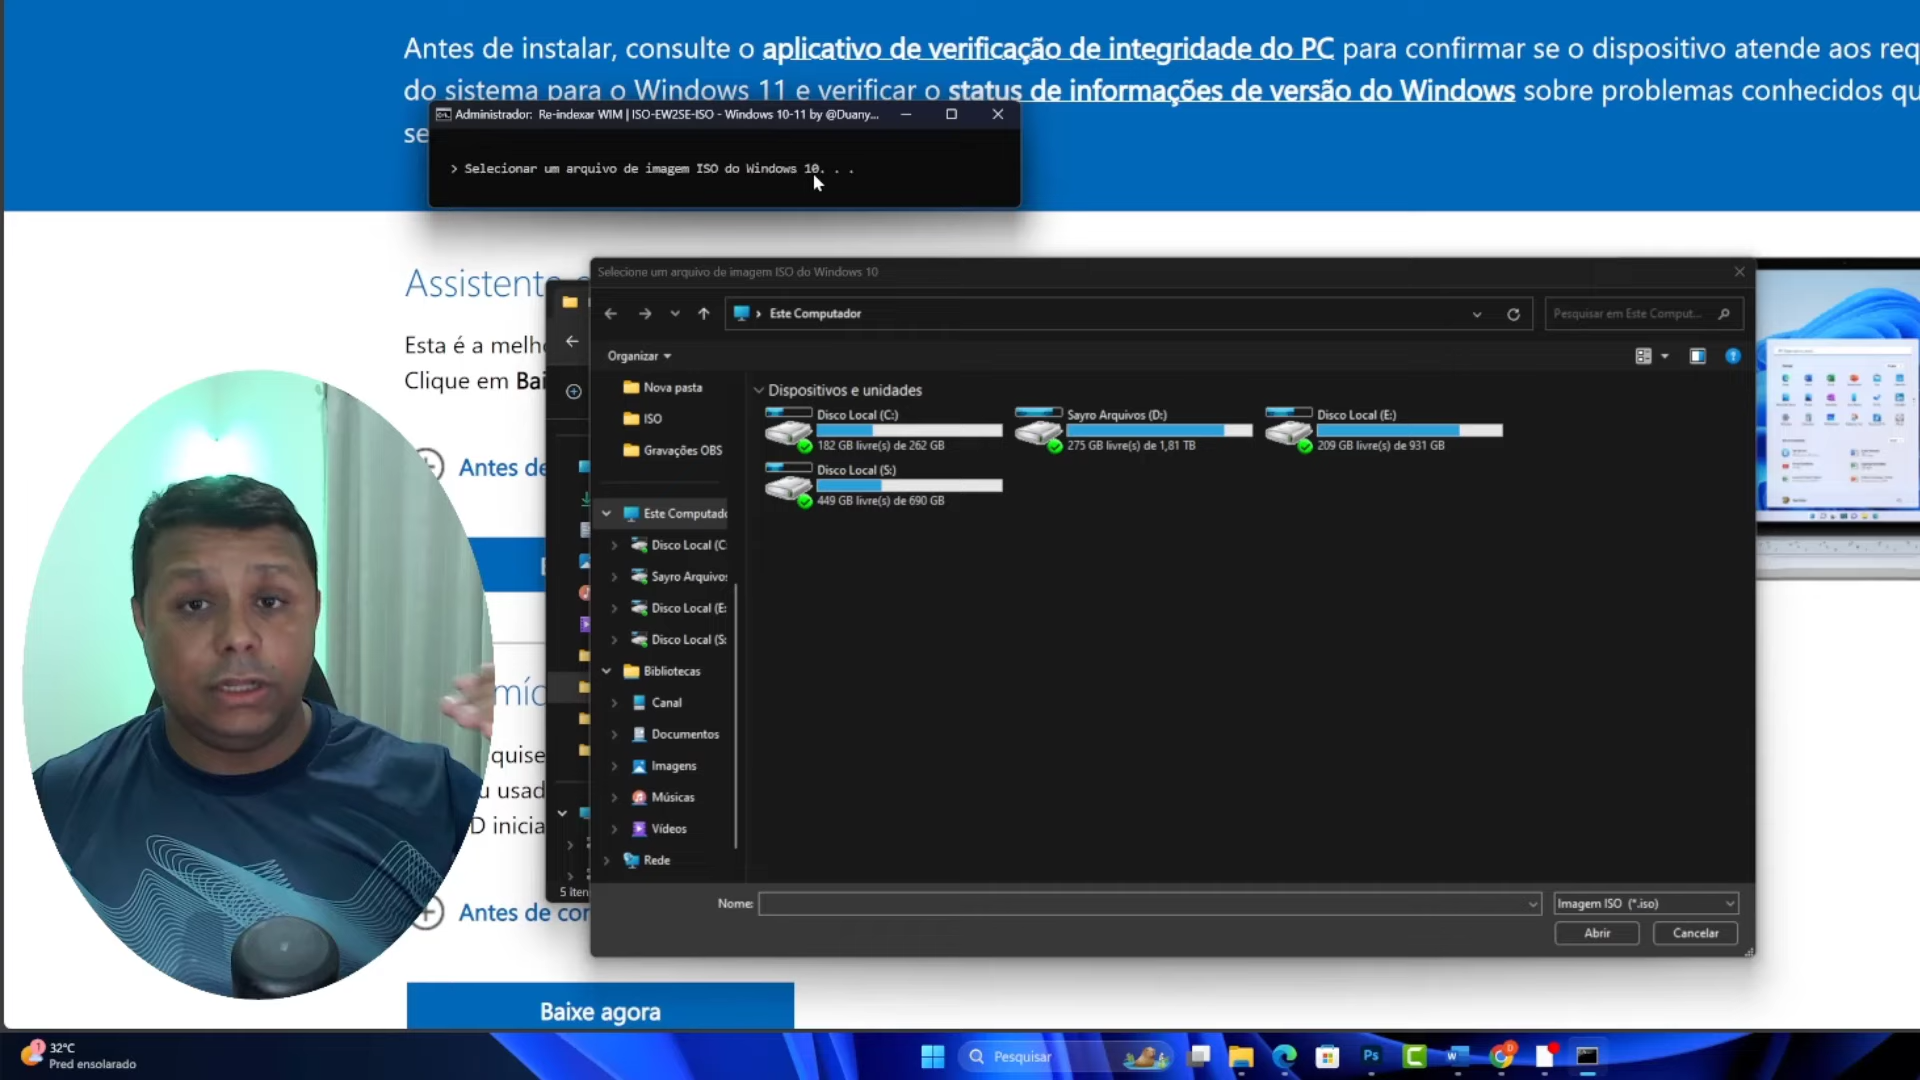 Antes de instalar, consulte o aplicativo de verificação de integridade do PC para confirmar se o dispositivo atende aos req
do sistema para o Windows 11 e verificar o status de informações de versão do Windows sobre problemas conhecidos qu
se
Administrador: Re-indexar WIM | ISO-EW2SE-ISO - Windows 10-11 by @Duany...
> Selecionar um arquivo de imagem ISO do Windows 10. . .
Assistente
Esta é a melh
Clique em Bai
Antes de
Selecione um arquivo de imagem ISO do Windows 10
Este Computador
Pesquisar em Este Comput...
Organizar
Nova pasta
ISO
Gravações OBS
Este Computad
Disco Local (C
Sayro Arquivos
Disco Local (E:
Disco Local (S:
Bibliotecas
Canal
Documentos
Imagens
Músicas
Vídeos
Rede
Dispositivos e unidades
Disco Local (C:)
182 GB livre(s) de 262 GB
Sayro Arquivos (D:)
275 GB livre(s) de 1,81 TB
Disco Local (E:)
209 GB livre(s) de 931 GB
Disco Local (S:)
449 GB livre(s) de 690 GB
míd
quise
u usad
D inicia
5 iten
Antes de cor
Nome:
Imagem ISO (*.iso)
Abrir
Cancelar
Baixe agora
1
32°C
Pred ensolarado
Pesquisar
Ps
W